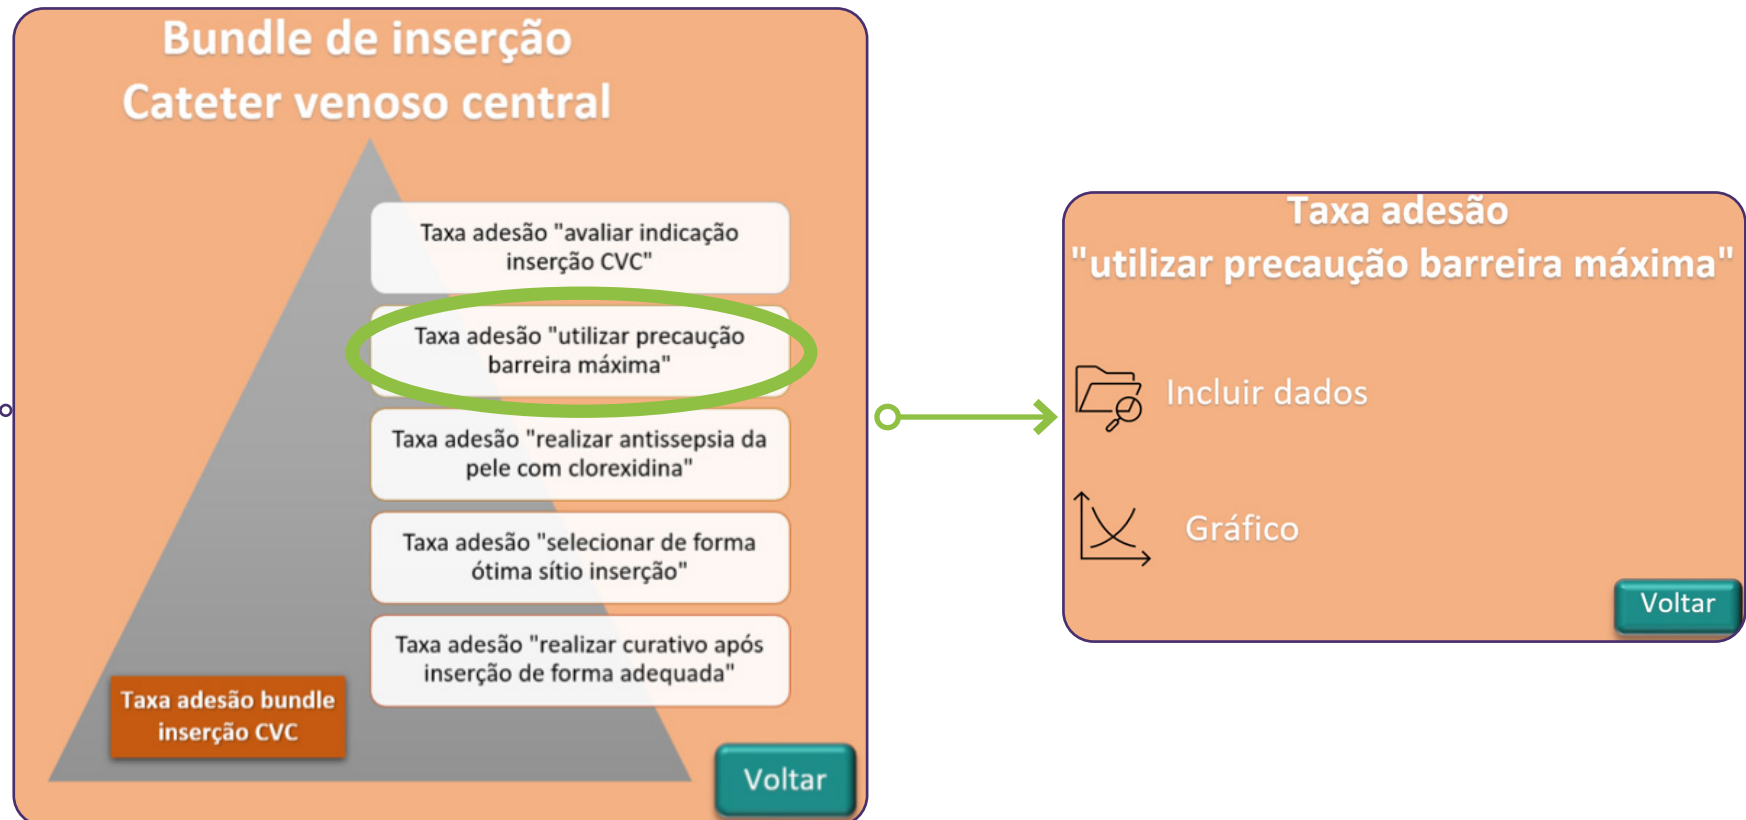 Bundle de inserção
Cateter venoso central
Taxa adesão "avaliar indicação
inserção CVC"
Taxa adesão "utilizar precaução
barreira máxima"
Taxa adesão "realizar antissepsia da
pele com clorexidina"
Taxa adesão "selecionar de forma
ótima sítio inserção"
Taxa adesão "realizar curativo após
inserção de forma adequada"
Taxa adesão bundle
inserção CVC
Voltar
Taxa adesão
"utilizar precaução barreira máxima"
Incluir dados
Gráfico
Voltar